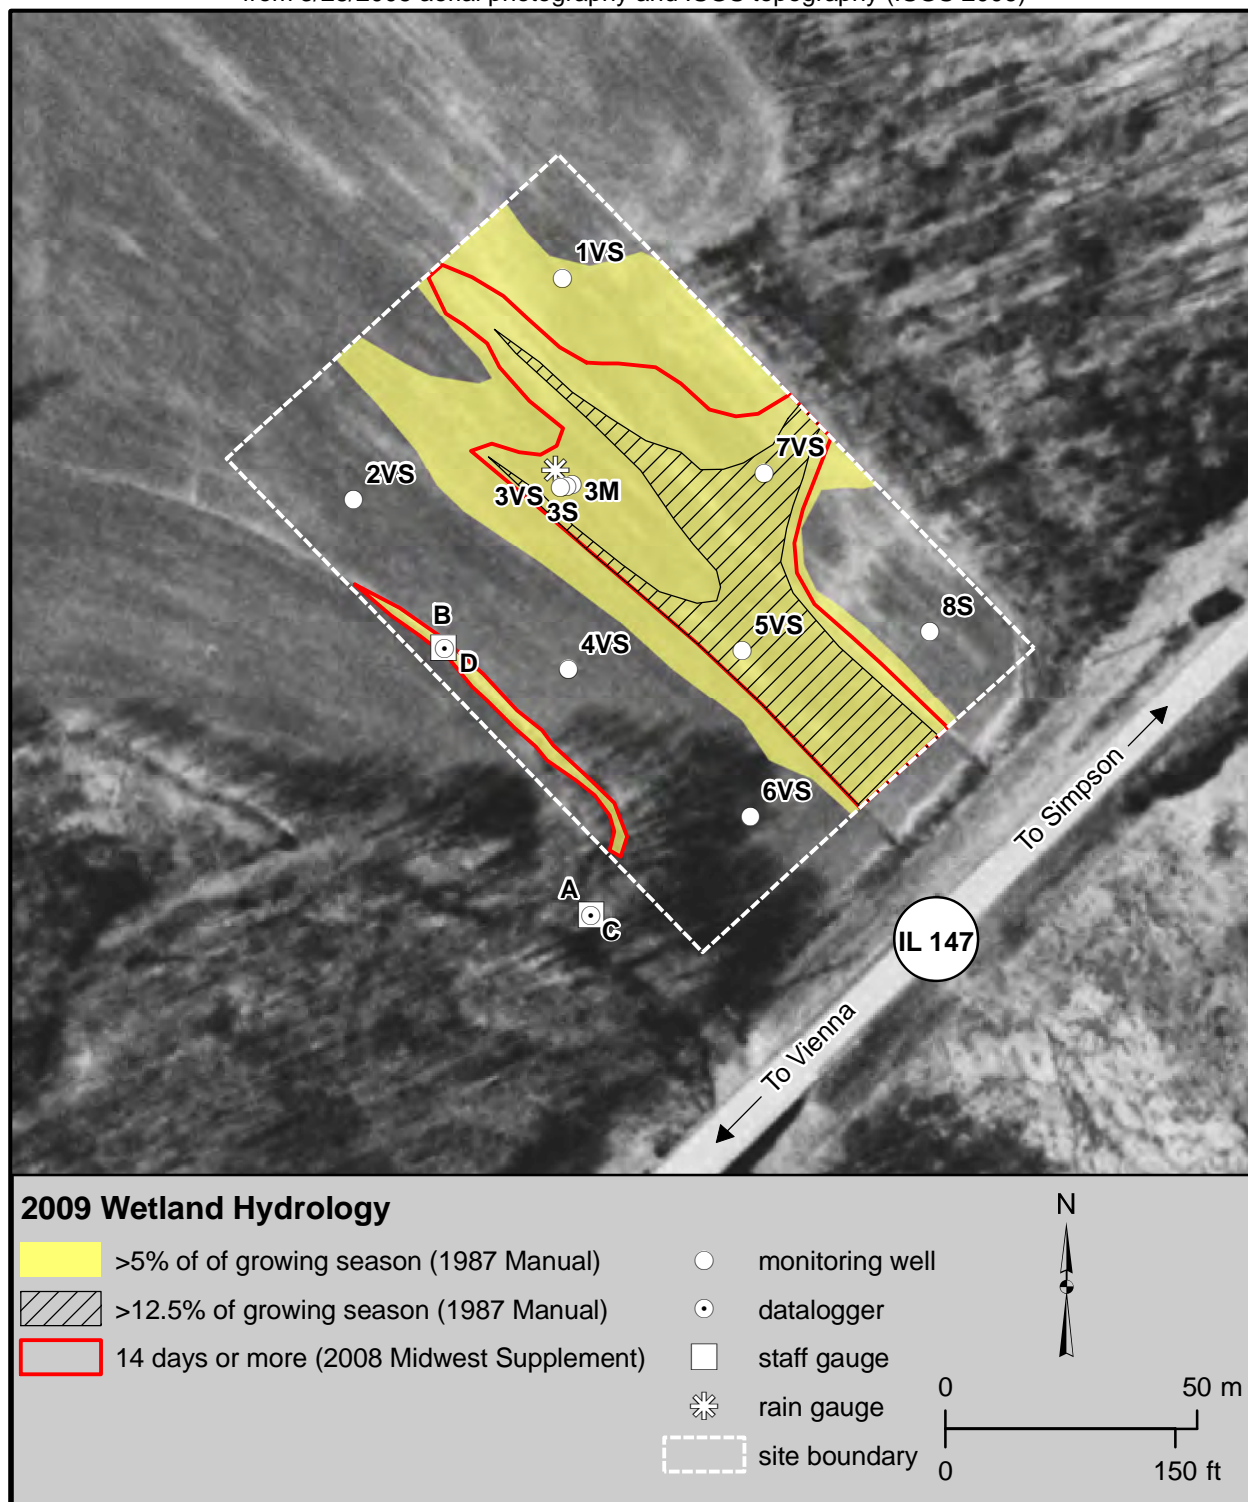 1VS
7VS
2VS
3VS
3M
3S
8S
B
5VS
4VS
D
6VS
To Simpson
A
C
IL 147
To Vienna
2009 Wetland Hydrology
>5% of of growing season (1987 Manual)
>12.5% of growing season (1987 Manual)
14 days or more (2008 Midwest Supplement)
monitoring well
datalogger
staff gauge
rain gauge
site boundary
N
0 50 m
0 150 ft